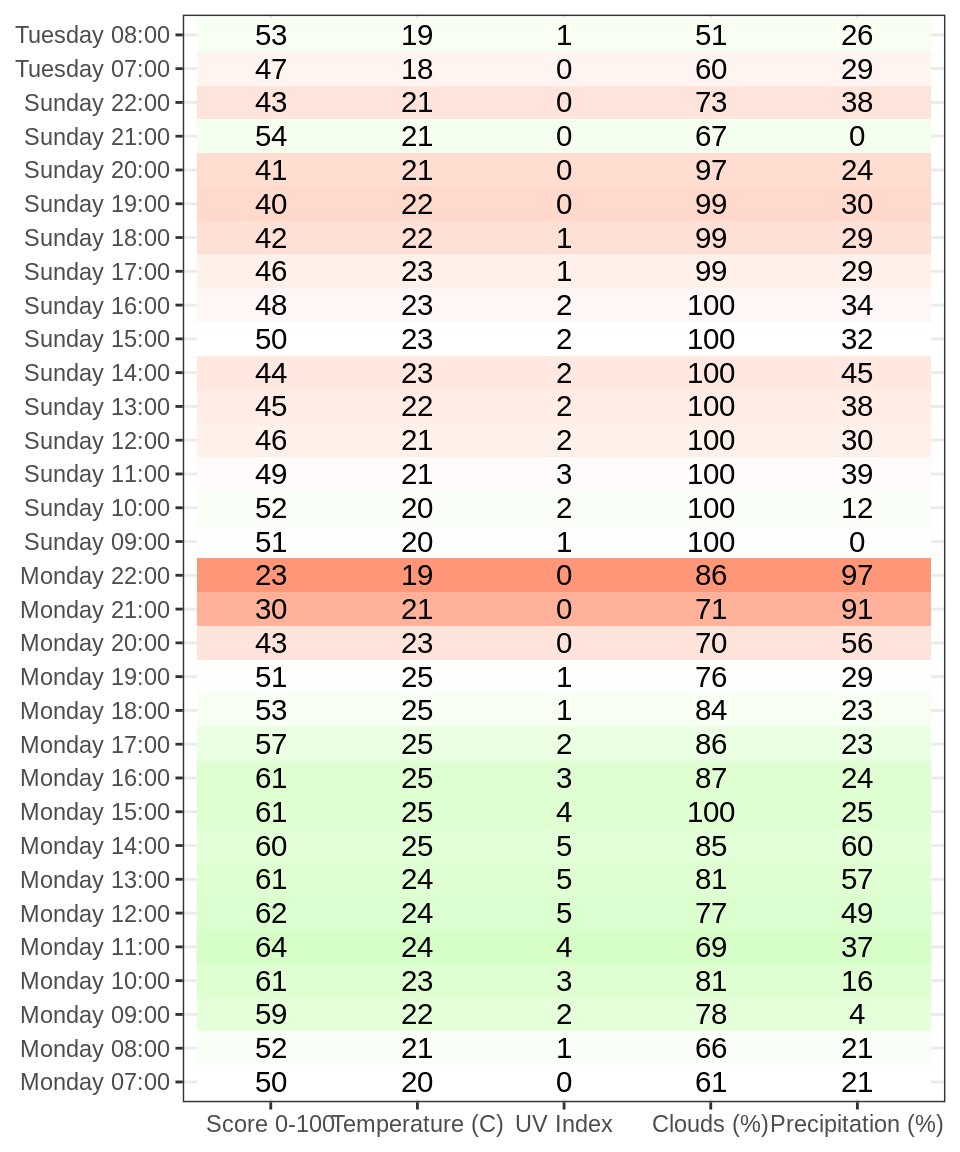 Tuesday 08:00 53 19 1 51 26
Tuesday 07:00 47 18 0 60 29
Sunday 22:00 43 21 0 73 38
Sunday 21:00 54 21 0 67 0
Sunday 20:00 41 21 0 97 24
Sunday 19:00 40 22 0 99 30
Sunday 18:00 42 22 1 99 29
Sunday 17:00 46 23 1 99 29
Sunday 16:00 48 23 2 100 34
Sunday 15:00 50 23 2 100 32
Sunday 14:00 44 23 2 100 45
Sunday 13:00 45 22 2 100 38
Sunday 12:00 46 21 2 100 30
Sunday 11:00 49 21 3 100 39
Sunday 10:00 52 20 2 100 12
Sunday 09:00 51 20 1 100 0
Monday 22:00 23 19 0 86 97
Monday 21:00 30 21 0 71 91
Monday 20:00 43 23 0 70 56
Monday 19:00 51 25 1 76 29
Monday 18:00 53 25 1 84 23
Monday 17:00 57 25 2 86 23
Monday 16:00 61 25 3 87 24
Monday 15:00 61 25 4 100 25
Monday 14:00 60 25 5 85 60
Monday 13:00 61 24 5 81 57
Monday 12:00 62 24 5 77 49
Monday 11:00 64 24 4 69 37
Monday 10:00 61 23 3 81 16
Monday 09:00 59 22 2 78 4
Monday 08:00 52 21 1 66 21
Monday 07:00 50 20 0 61 21
Score 0-100 Temperature (C) UV Index Clouds (%) Precipitation (%)